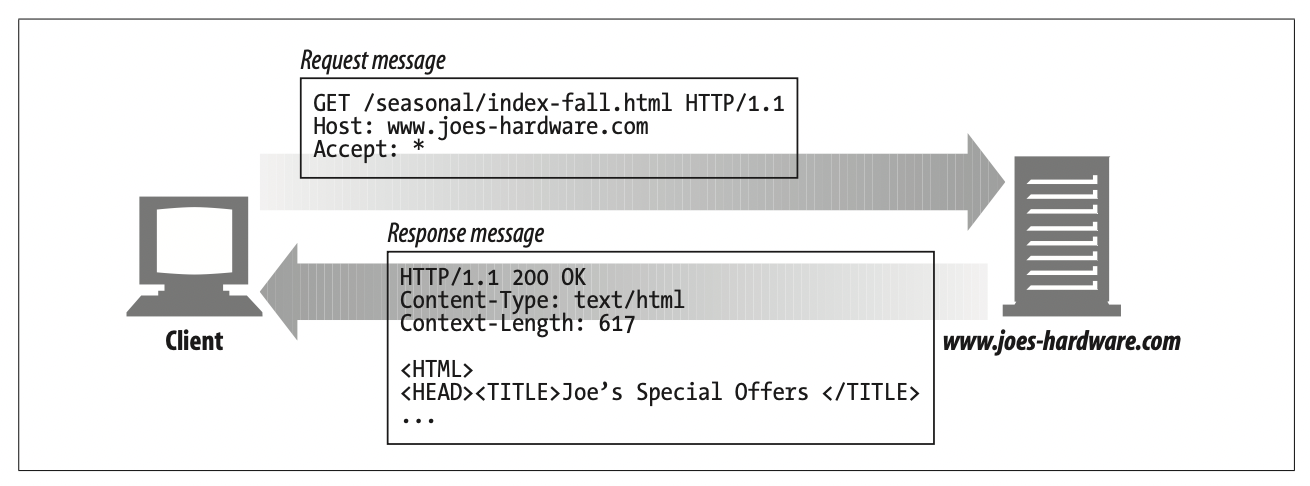 Request message
GET /seasonal/index-fall.html HTTP/1.1
Host: www.joes-hardware.com
Accept: *
Response message
HTTP/1.1 200 OK
Content-Type: text/html
Context-Length: 617
<HTML>
<HEAD><TITLE>Joe’s Special Offers </TITLE>
...
Client
www.joes-hardware.com